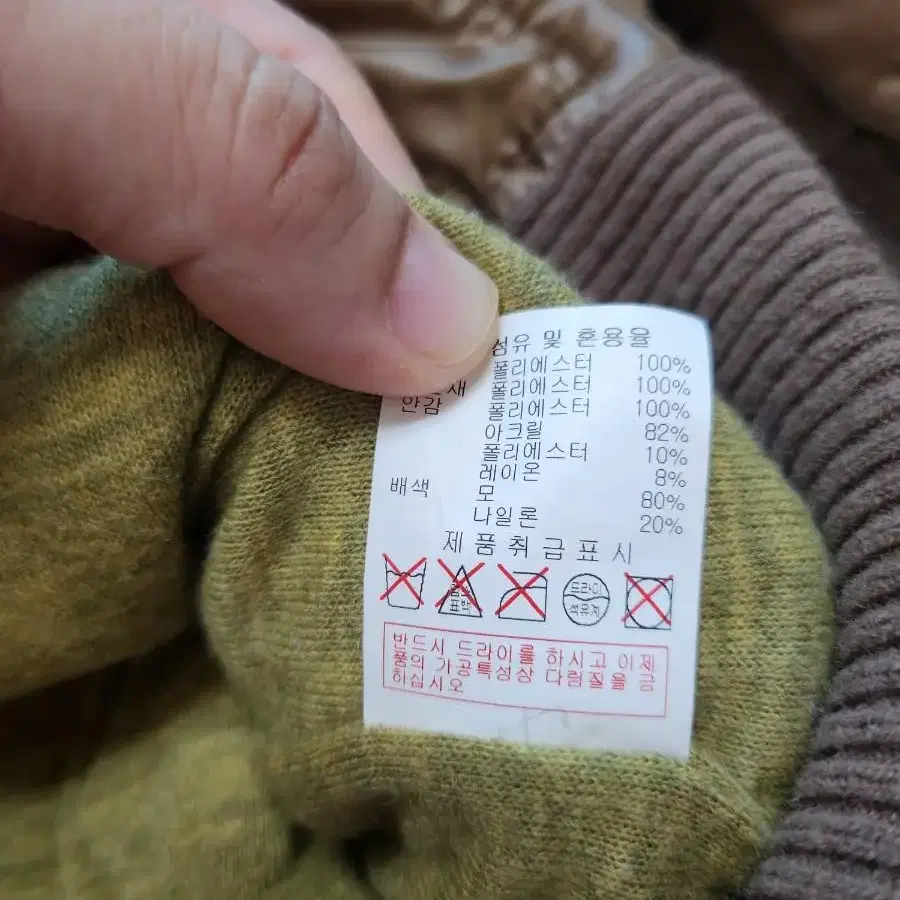 섬유 및 혼용율
폴리에스터 100%
폴리에스터 100%
안감 폴리에스터 100%
아크릴 82%
폴리에스터 10%
레이온 8%
배색 모 80%
나일론 20%
제품취급표시
표백
드라이
석유계
반드시 드라이를 하시고 이제
품의 가공특성상 다림질을 금
하십시오